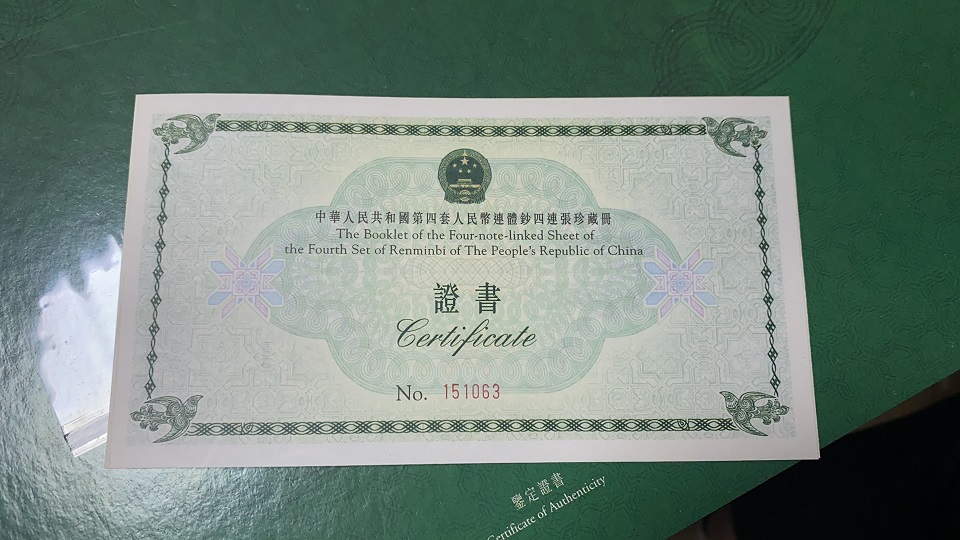 中華人民共和國第四套人民幣連體鈔四連張珍藏冊
The Booklet of the Four-note-linked Sheet of
the Fourth Set of Renminbi of The People's Republic of China
證書
Certificate
No. 151063
鑒定證書
Certificate of Authenticity